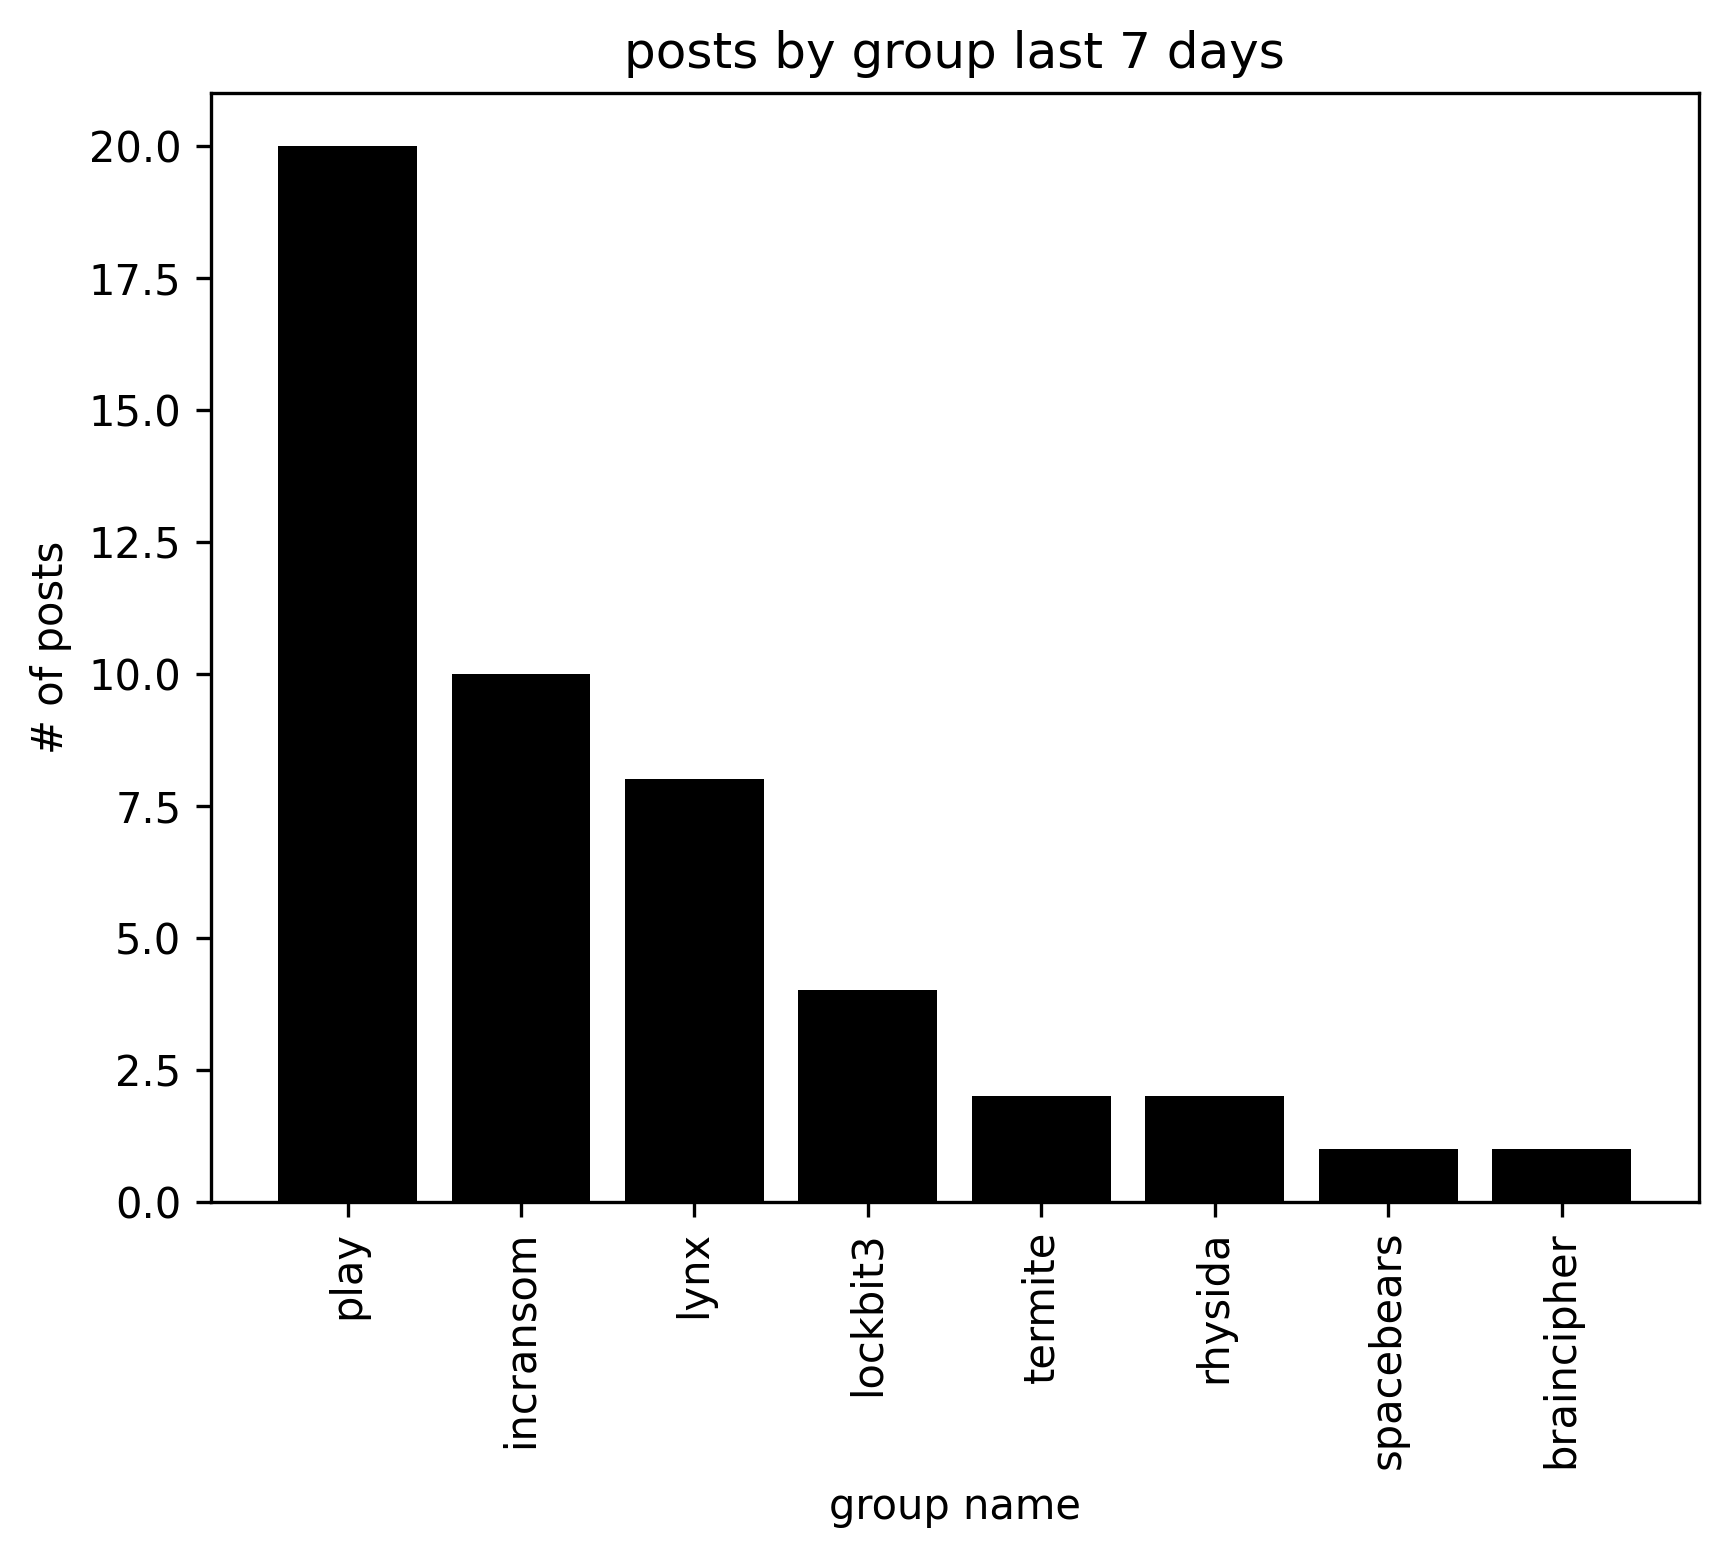 posts by group last 7 days
# of posts
20.0
17.5
15.0
12.5
10.0
7.5
5.0
2.5
0.0
play
incransom
lynx
lockbit3
termite
rhysida
spacebears
braincipher
group name